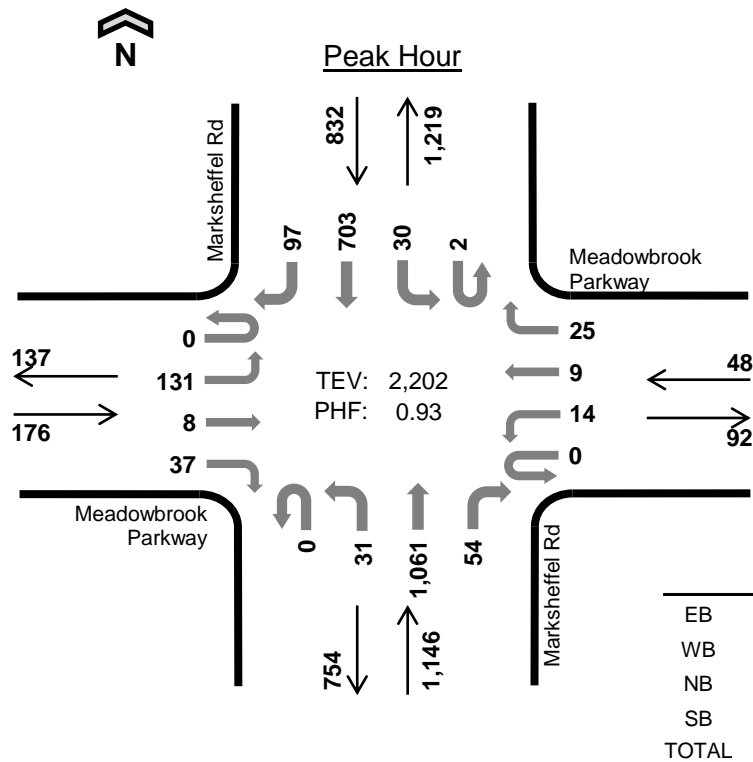 N
Peak Hour
Marksheffel Rd
832
1,219
97
703
30
2
Meadowbrook
Parkway
0
25
137
131
TEV: 2,202
9
48
176
8
PHF: 0.93
14
92
37
0
Meadowbrook
Parkway
0
31
1,061
54
Marksheffel Rd
754
1,146
EB
WB
NB
SB
TOTAL